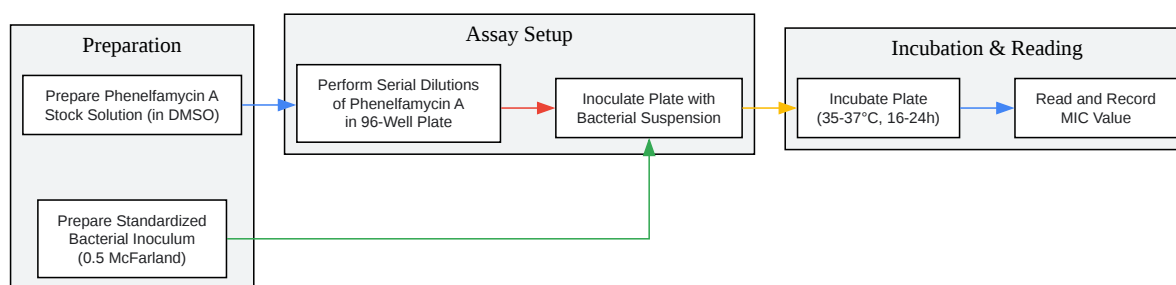 Preparation
Prepare Phenelfamycin A
Stock Solution (in DMSO)
Prepare Standardized
Bacterial Inoculum
(0.5 McFarland)
Assay Setup
Perform Serial Dilutions
of Phenelfamycin A
in 96-Well Plate
Inoculate Plate with
Bacterial Suspension
Incubation & Reading
Incubate Plate
(35-37°C, 16-24h)
Read and Record
MIC Value